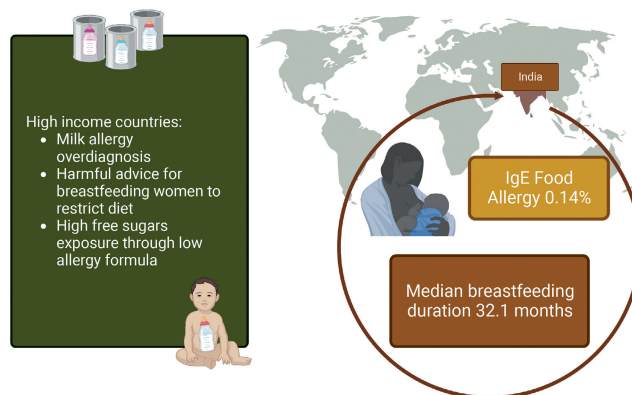 High income countries:
• Milk allergy
overdiagnosis
• Harmful advice for
breastfeeding women to
restrict diet
• High free sugars
exposure through low
allergy formula
India
IgE Food
Allergy 0.14%
Median breastfeeding
duration 32.1 months